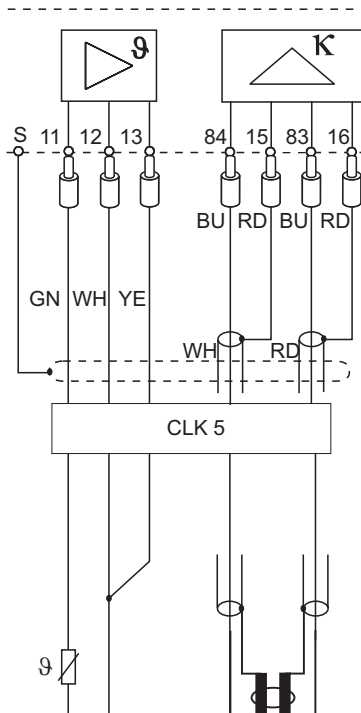 ϑ κ
S 11 12 13 84 15 83 16
BU RD BU RD
GN WH YE
WH RD
CLK 5
ϑ